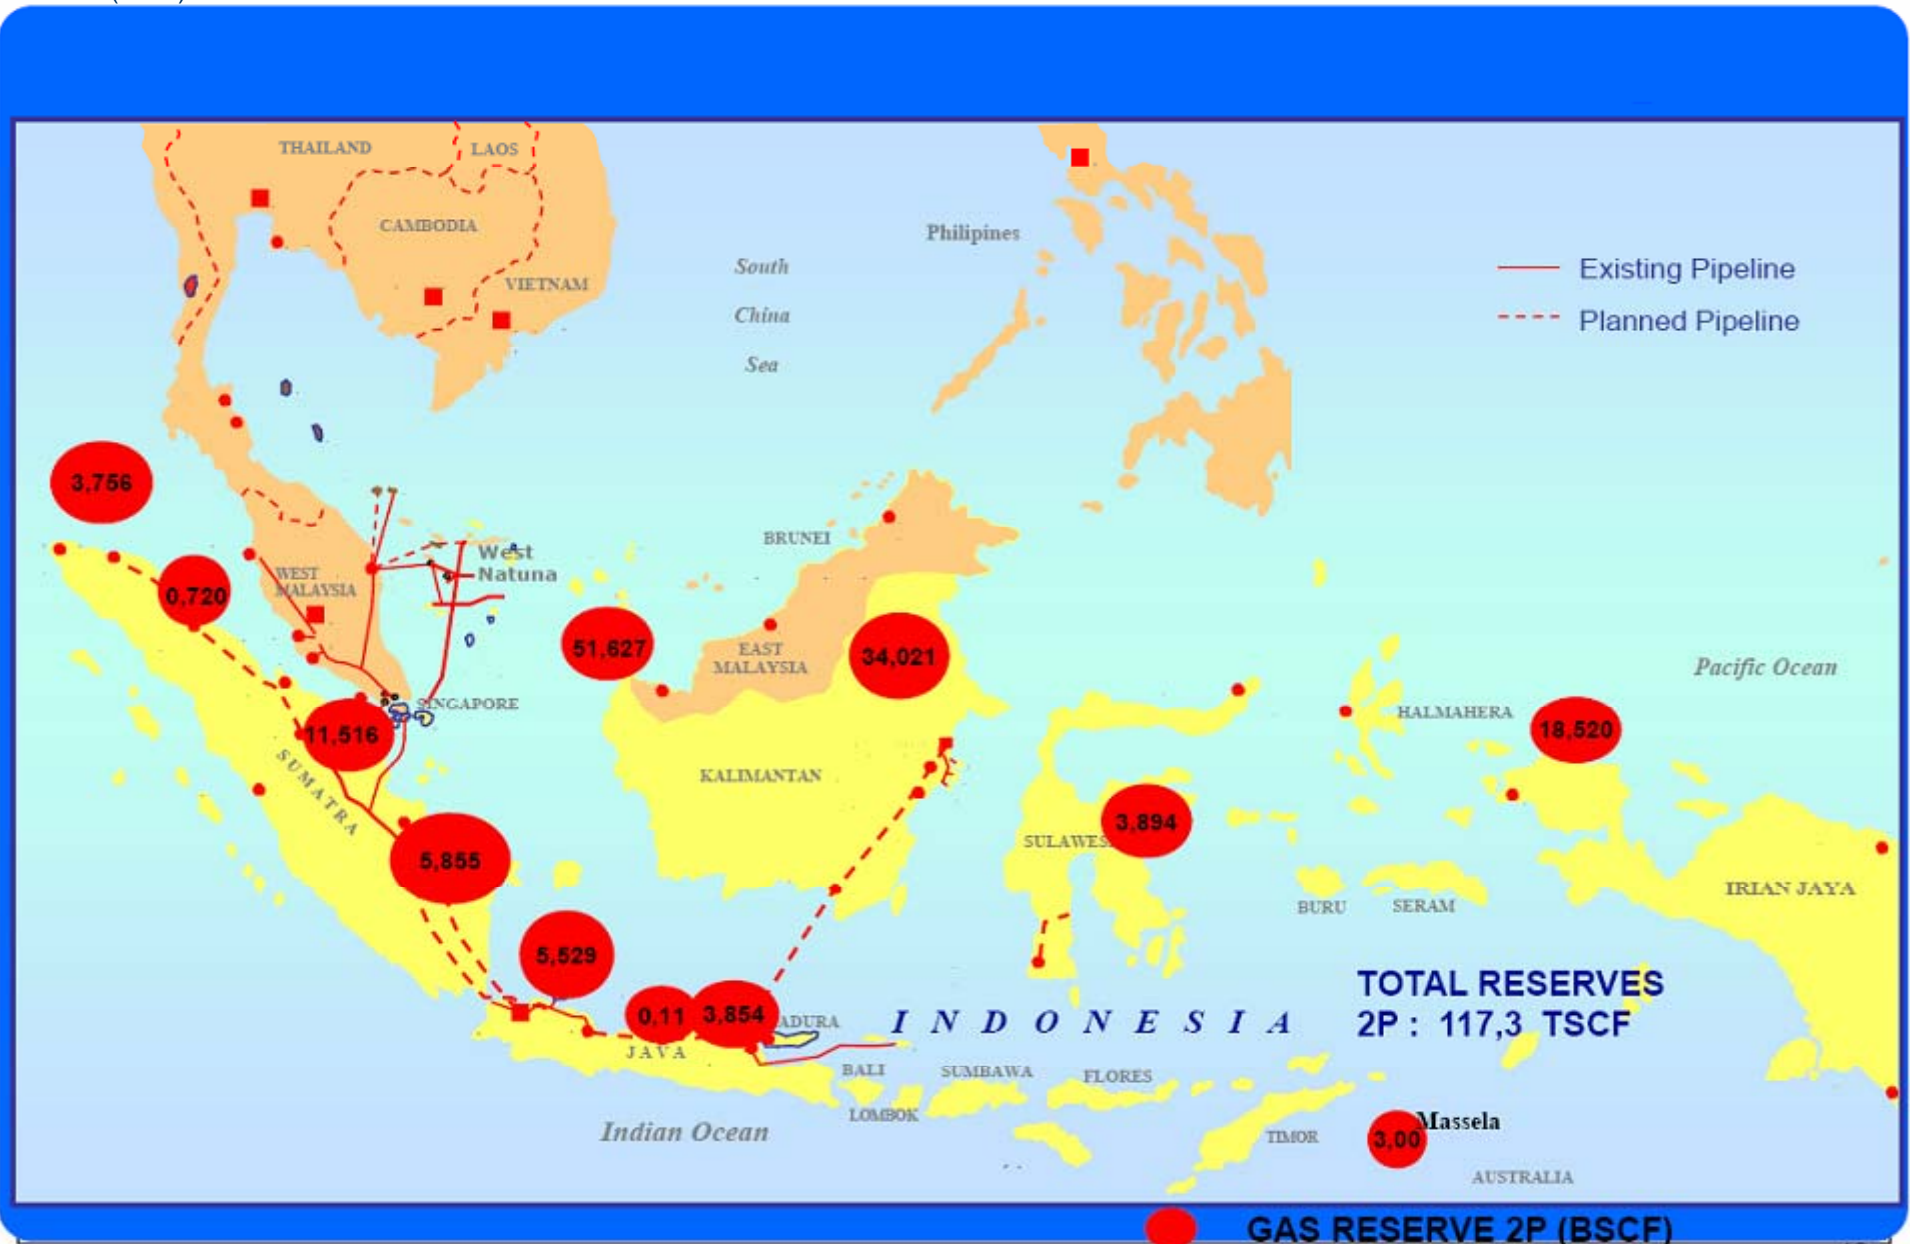 THAILAND
LAOS
CAMBODIA
VIETNAM
South
China
Sea
Philipines
Existing Pipeline
Planned Pipeline
3,756
0,720
WEST
MALAYSIA
West
Natuna
BRUNEI
51,627
EAST
MALAYSIA
34,021
Pacific Ocean
SINGAPORE
11,516
SUMATRA
HALMAHERA
18,520
KALIMANTAN
3,894
5,855
BURU
SERAM
IRIAN JAYA
5,529
TOTAL RESERVES
2P : 117,3 TSCF
0,11
3,854
ADURA
INDONESIA
JAVA
BALI
SUMBAWA
FLORES
LOMBOK
Indian Ocean
TIMOR
Massela
3,00
AUSTRALIA
GAS RESERVE 2P (BSCF)